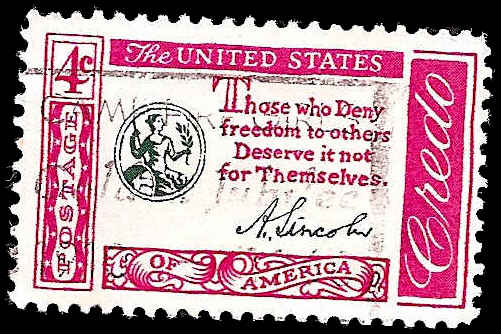 4c
The UNITED STATES
Those who Deny
freedom to others
Deserve it not
for Themselves.
A. Lincoln
OF AMERICA
POSTAGE
Credo